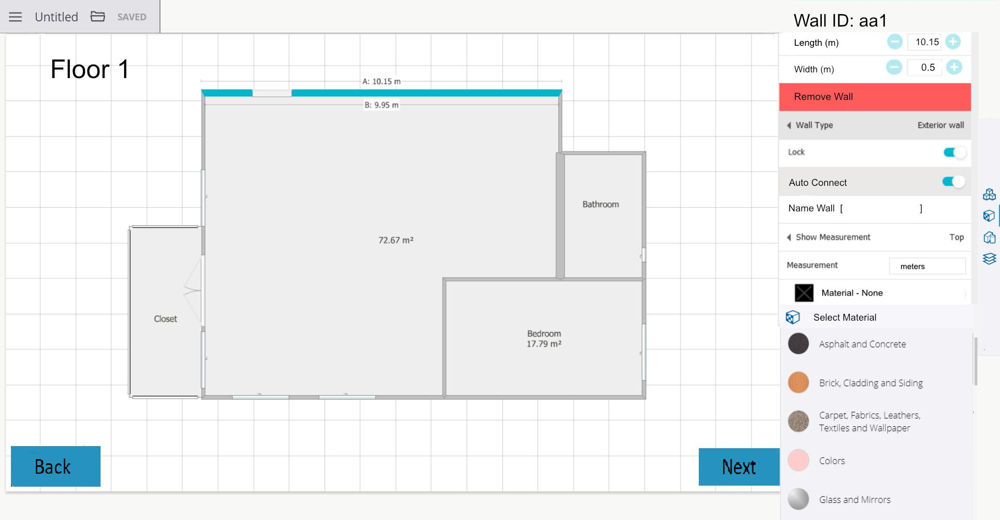 Untitled
SAVED
Floor 1
A: 10.15 m
B: 9.95 m
72.67 m²
Bathroom
Closet
Bedroom
17.79 m²
Back
Next
Wall ID: aa1
Length (m) − 10.15 +
Width (m) − 0.5 +
Remove Wall
Wall Type Exterior wall
Lock
Auto Connect
Name Wall [ ]
Show Measurement Top
Measurement meters
Material - None
Select Material
Asphalt and Concrete
Brick, Cladding and Siding
Carpet, Fabrics, Leathers,
Textiles and Wallpaper
Colors
Glass and Mirrors